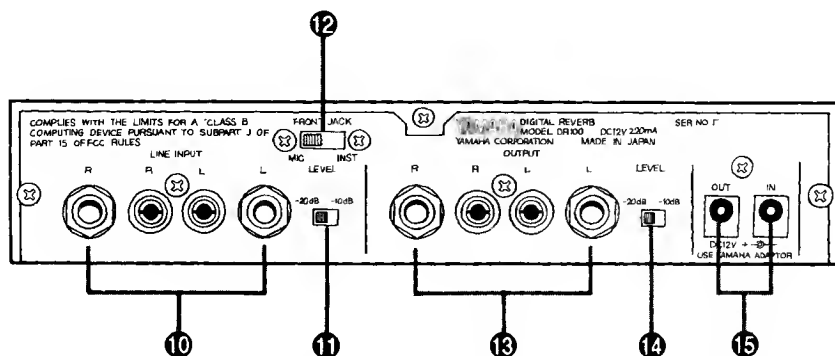 12
COMPLIES WITH THE LIMITS FOR A "CLASS B
COMPUTING DEVICE PURSUANT TO SUBPART J OF
PART 15 OF FCC RULES
FRONT JACK
MIC INST
YAMAHA DIGITAL REVERB
MODEL DR100 DC12V 220mA
YAMAHA CORPORATION MADE IN JAPAN
SER NO
LINE INPUT
R R L L
LEVEL
-20dB -10dB
OUTPUT
R R L L
LEVEL
-20dB -10dB
OUT IN
DC12V +
USE YAMAHA ADAPTOR
10 11 13 14 15